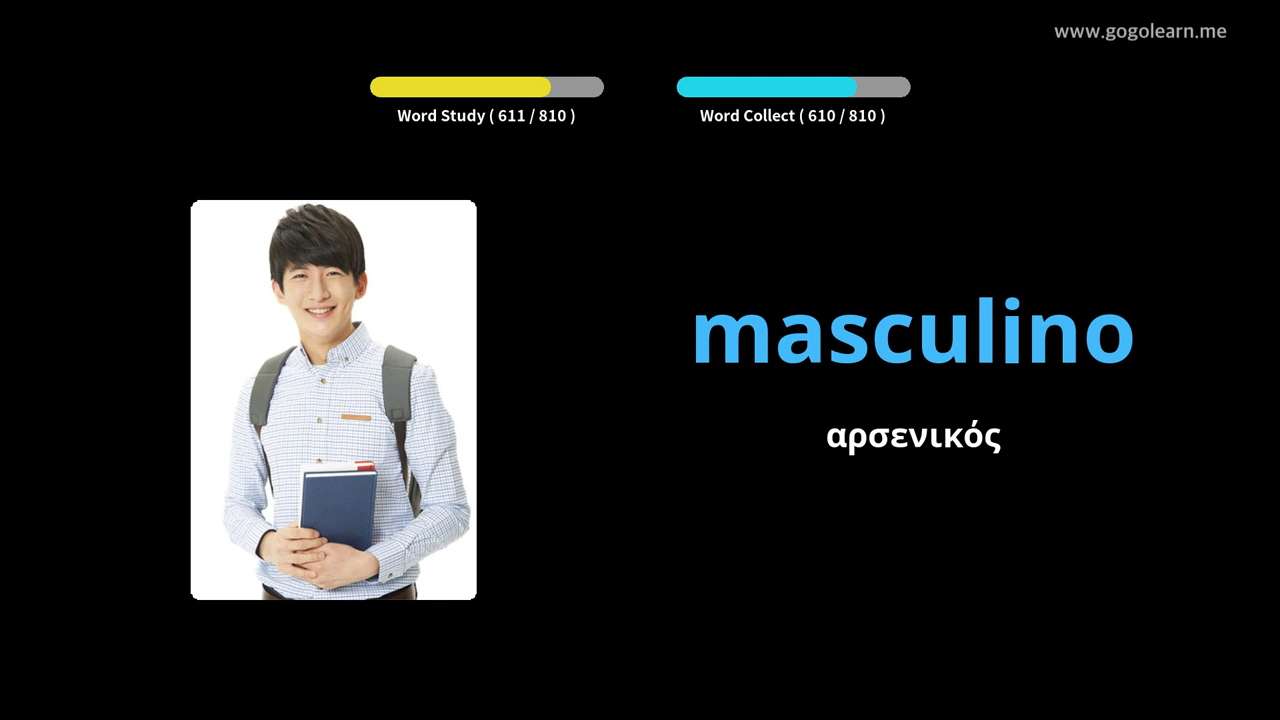 www.gogolearn.me
Word Study ( 611 / 810 )
Word Collect ( 610 / 810 )
masculino
αρσενικός